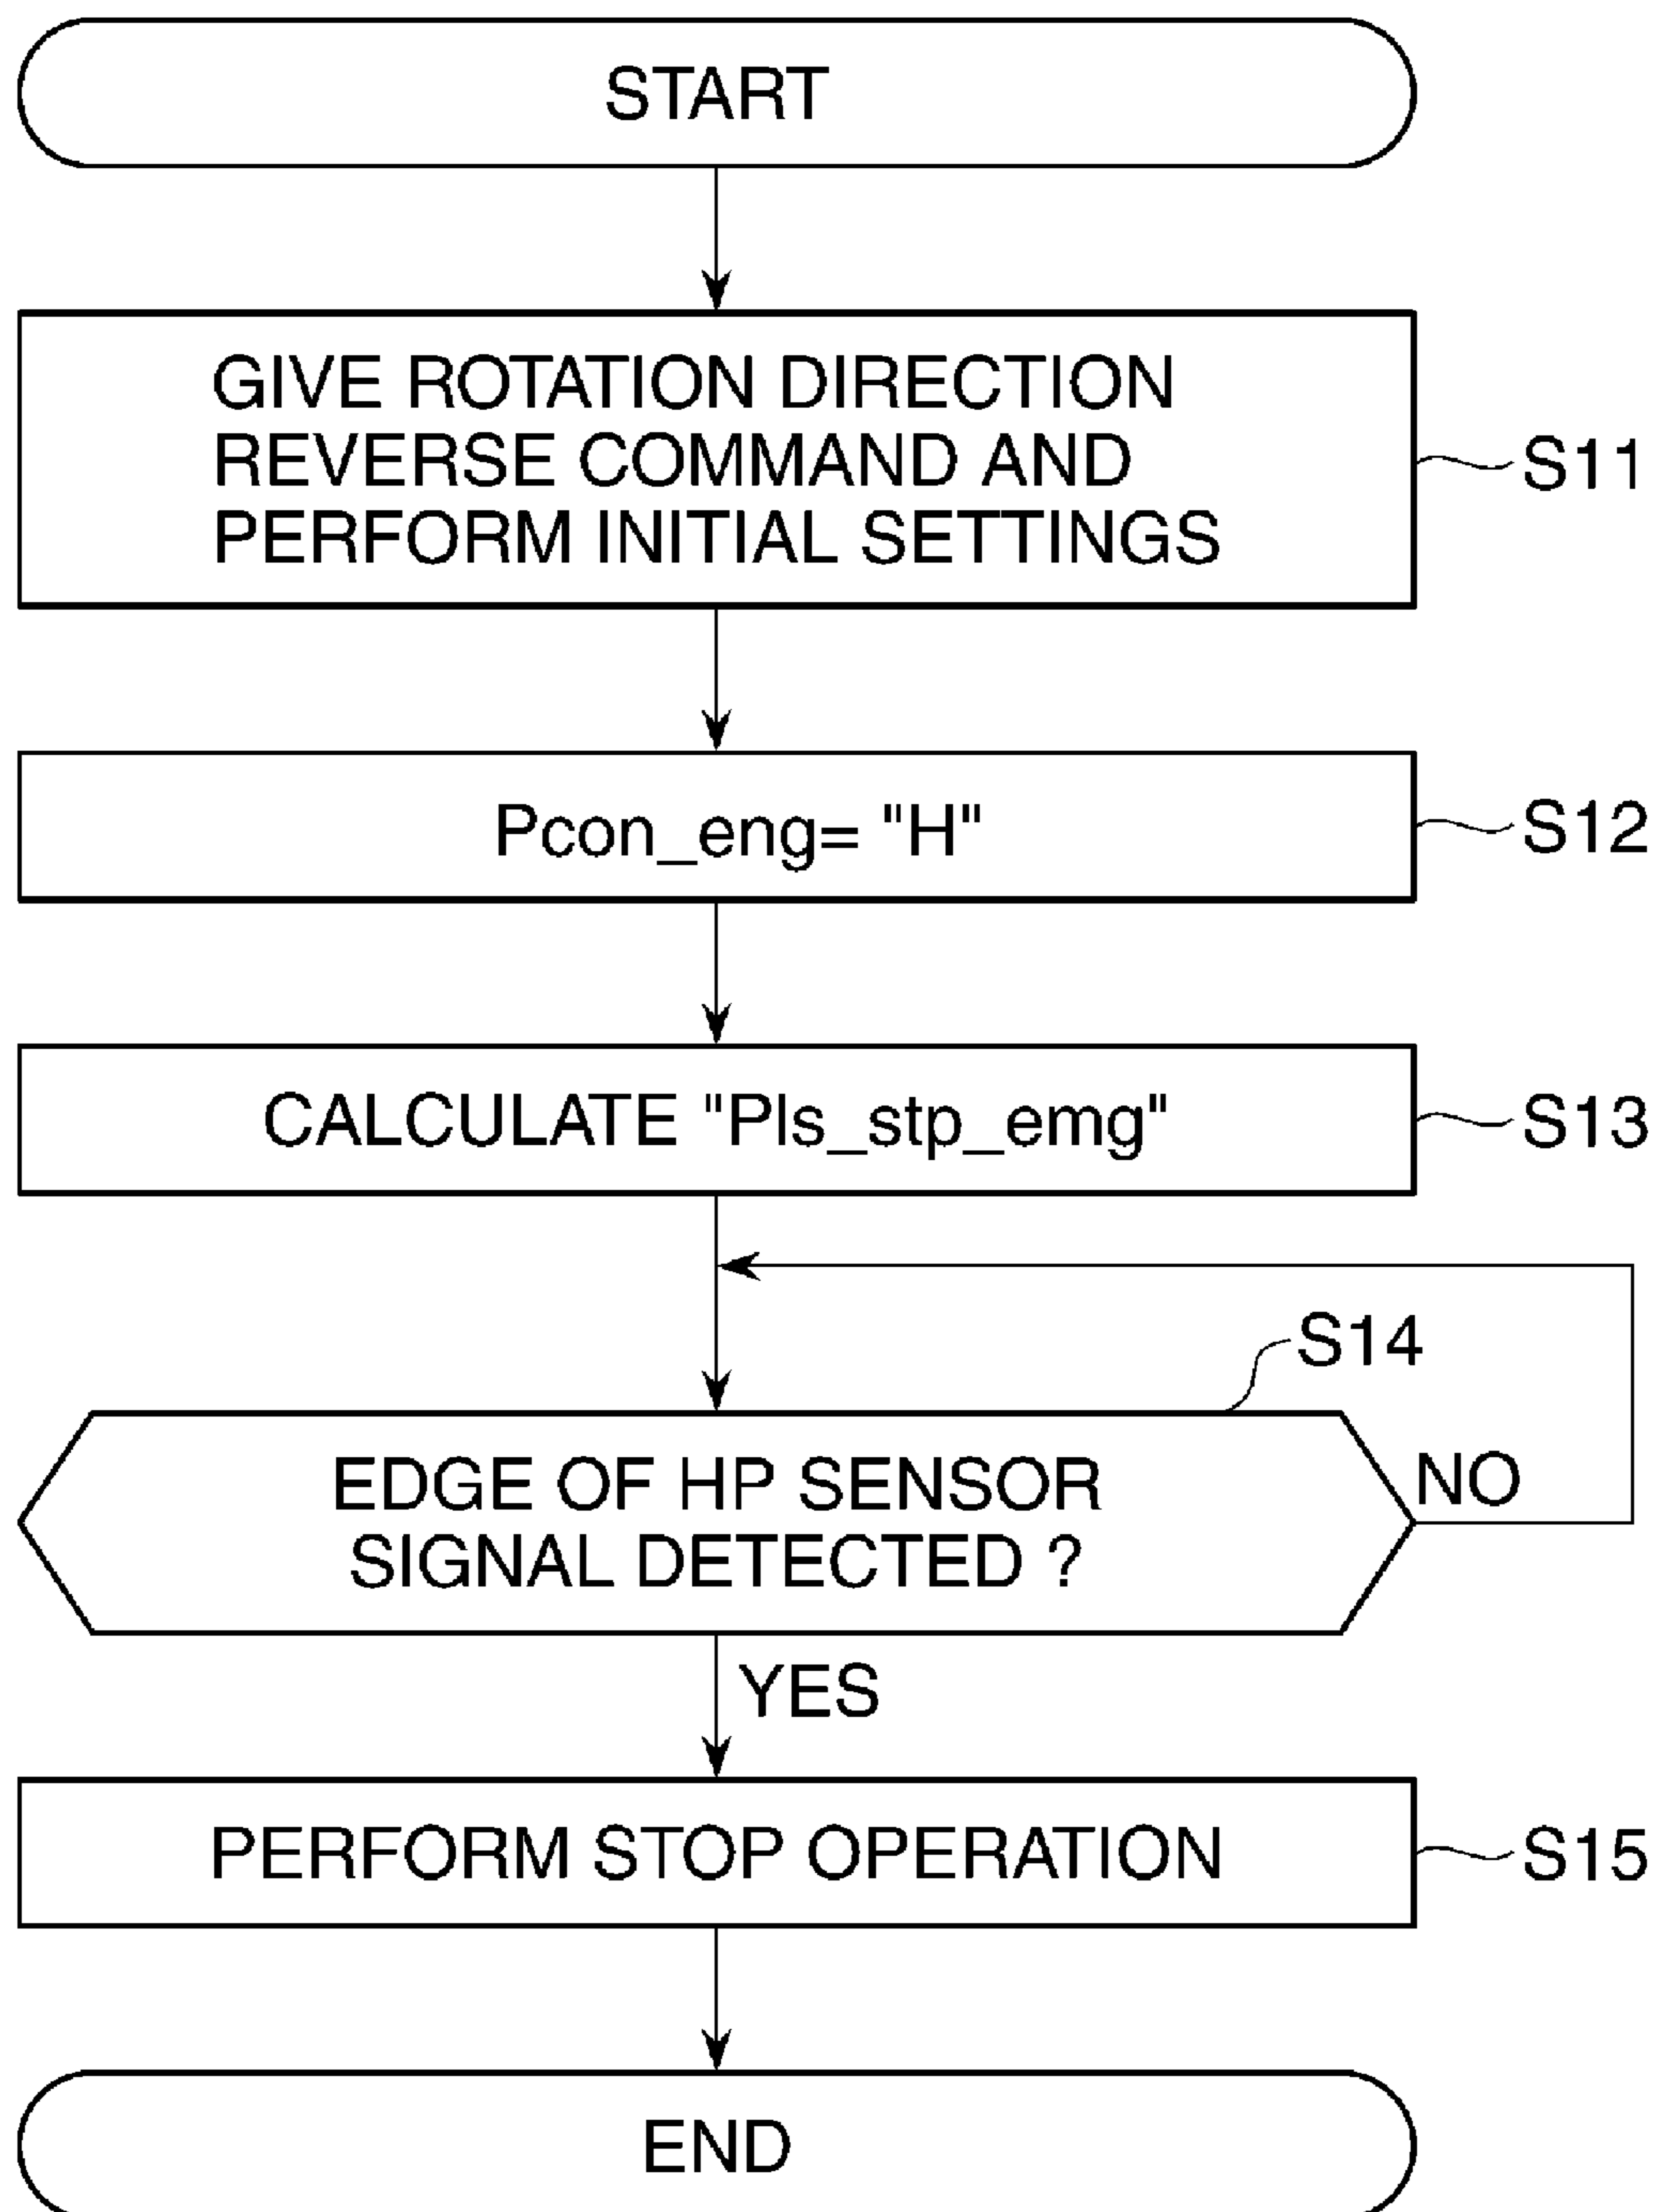 START
GIVE ROTATION DIRECTION
REVERSE COMMAND AND
PERFORM INITIAL SETTINGS
S11
Pcon_eng= "H"
S12
CALCULATE "Pls_stp_emg"
S13
S14
EDGE OF HP SENSOR
SIGNAL DETECTED ?
NO
YES
PERFORM STOP OPERATION
S15
END